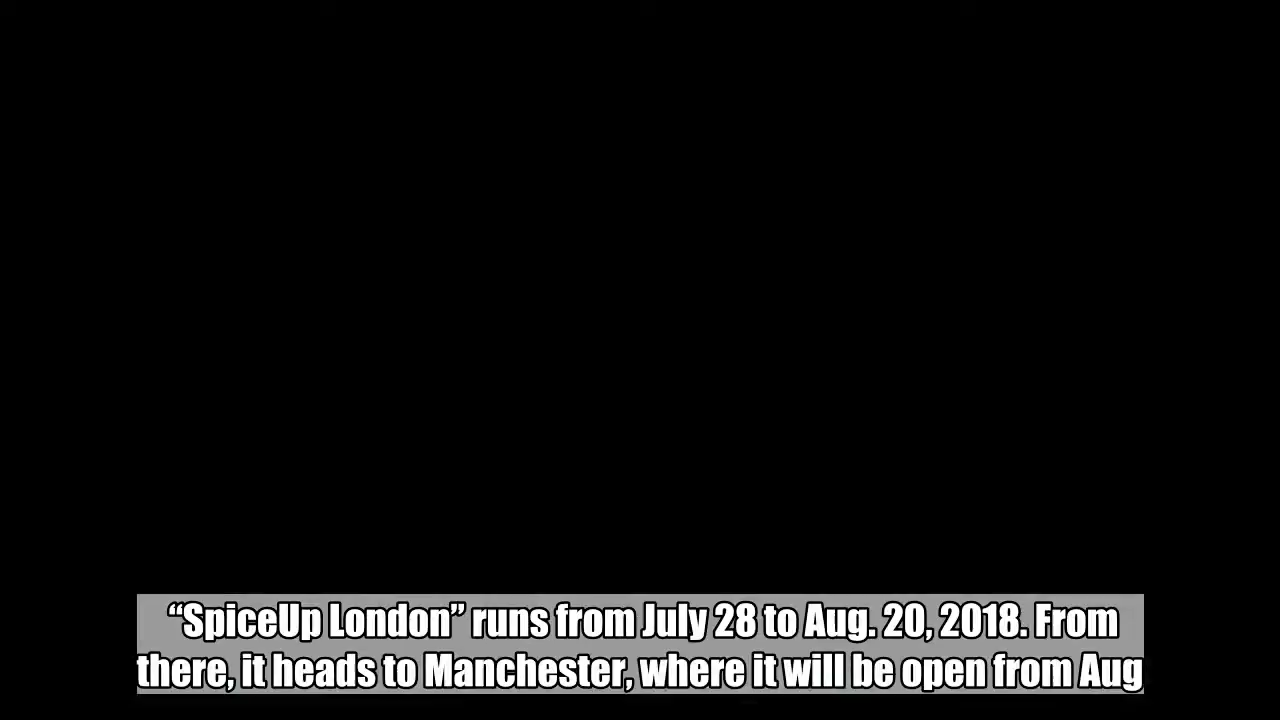 “SpiceUp London” runs from July 28 to Aug. 20, 2018. From
there, it heads to Manchester, where it will be open from Aug